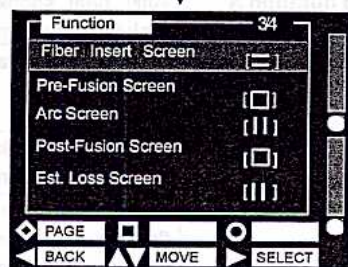 Function 3/4
Fiber Insert Screen
Pre-Fusion Screen
Arc Screen
Post-Fusion Screen
Est. Loss Screen
PAGE
BACK MOVE SELECT